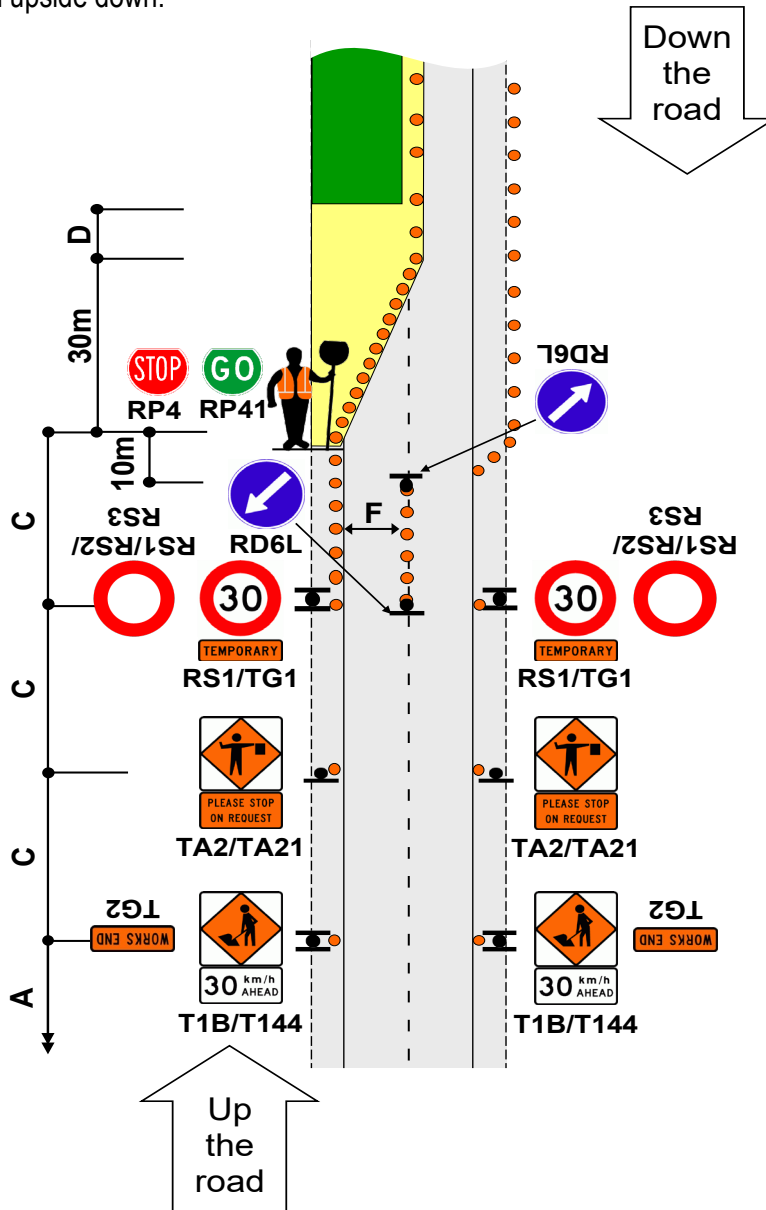 upside down.
Down
the
road
D
30m
STOP
GO
RP4
RP41
RD6L
10m
C
F
RD6L
RS1/RS2/
RS3
RS1/RS2/
RS3
30
30
TEMPORARY
TEMPORARY
RS1/TG1
RS1/TG1
C
PLEASE STOP
ON REQUEST
PLEASE STOP
ON REQUEST
TA2/TA21
TA2/TA21
C
TG2
TG2
WORKS END
WORKS END
30 km/h
AHEAD
30 km/h
AHEAD
T1B/T144
T1B/T144
A
Up
the
road